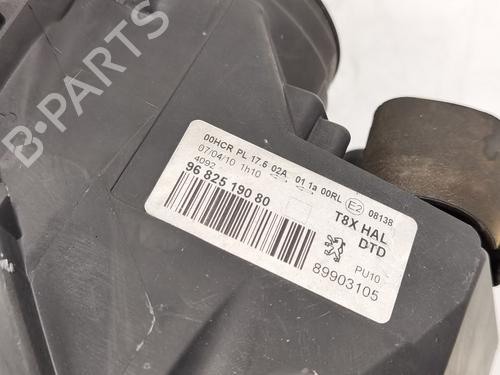 00HCR PL 17.5 02A 01 1a 00RL E2 08138
07/04/10 1h10
4092
T8X HAL
96 825 190 80
DTD
PU10
89903105
B-PARTS